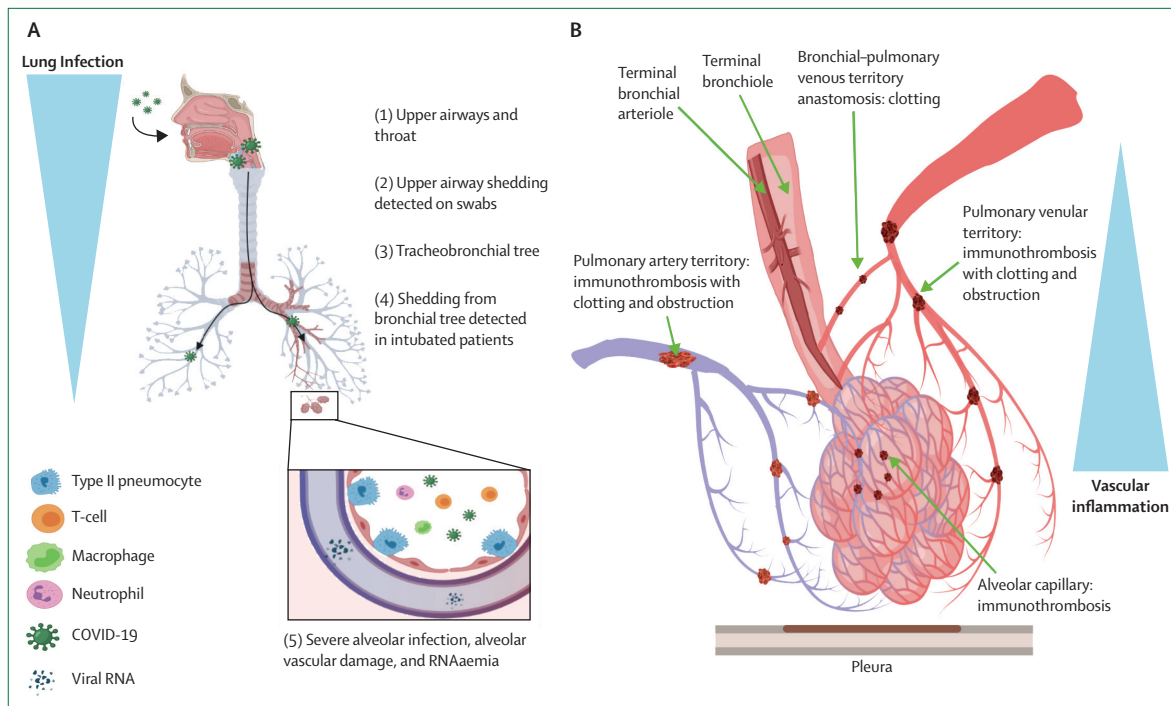 A
Lung Infection
(1) Upper airways and
throat
(2) Upper airway shedding
detected on swabs
(3) Tracheobronchial tree
(4) Shedding from
bronchial tree detected
in intubated patients
Type II pneumocyte
T-cell
Macrophage
Neutrophil
COVID-19
Viral RNA
(5) Severe alveolar infection, alveolar
vascular damage, and RNAaemia
B
Terminal
bronchial
arteriole
Terminal
bronchiole
Bronchial–pulmonary
venous territory
anastomosis: clotting
Pulmonary artery territory:
immunothrombosis with
clotting and obstruction
Pulmonary venular
territory:
immunothrombosis
with clotting and
obstruction
Vascular
inflammation
Alveolar capillary:
immunothrombosis
Pleura